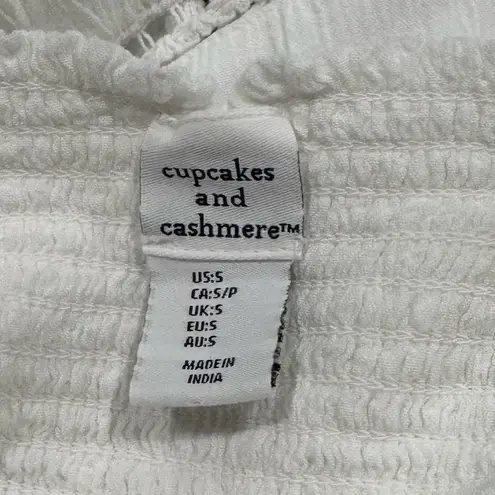 cupcakes
and
cashmere™
US:S
CA:S/P
UK:S
EU:S
AU:S
MADE IN
INDIA